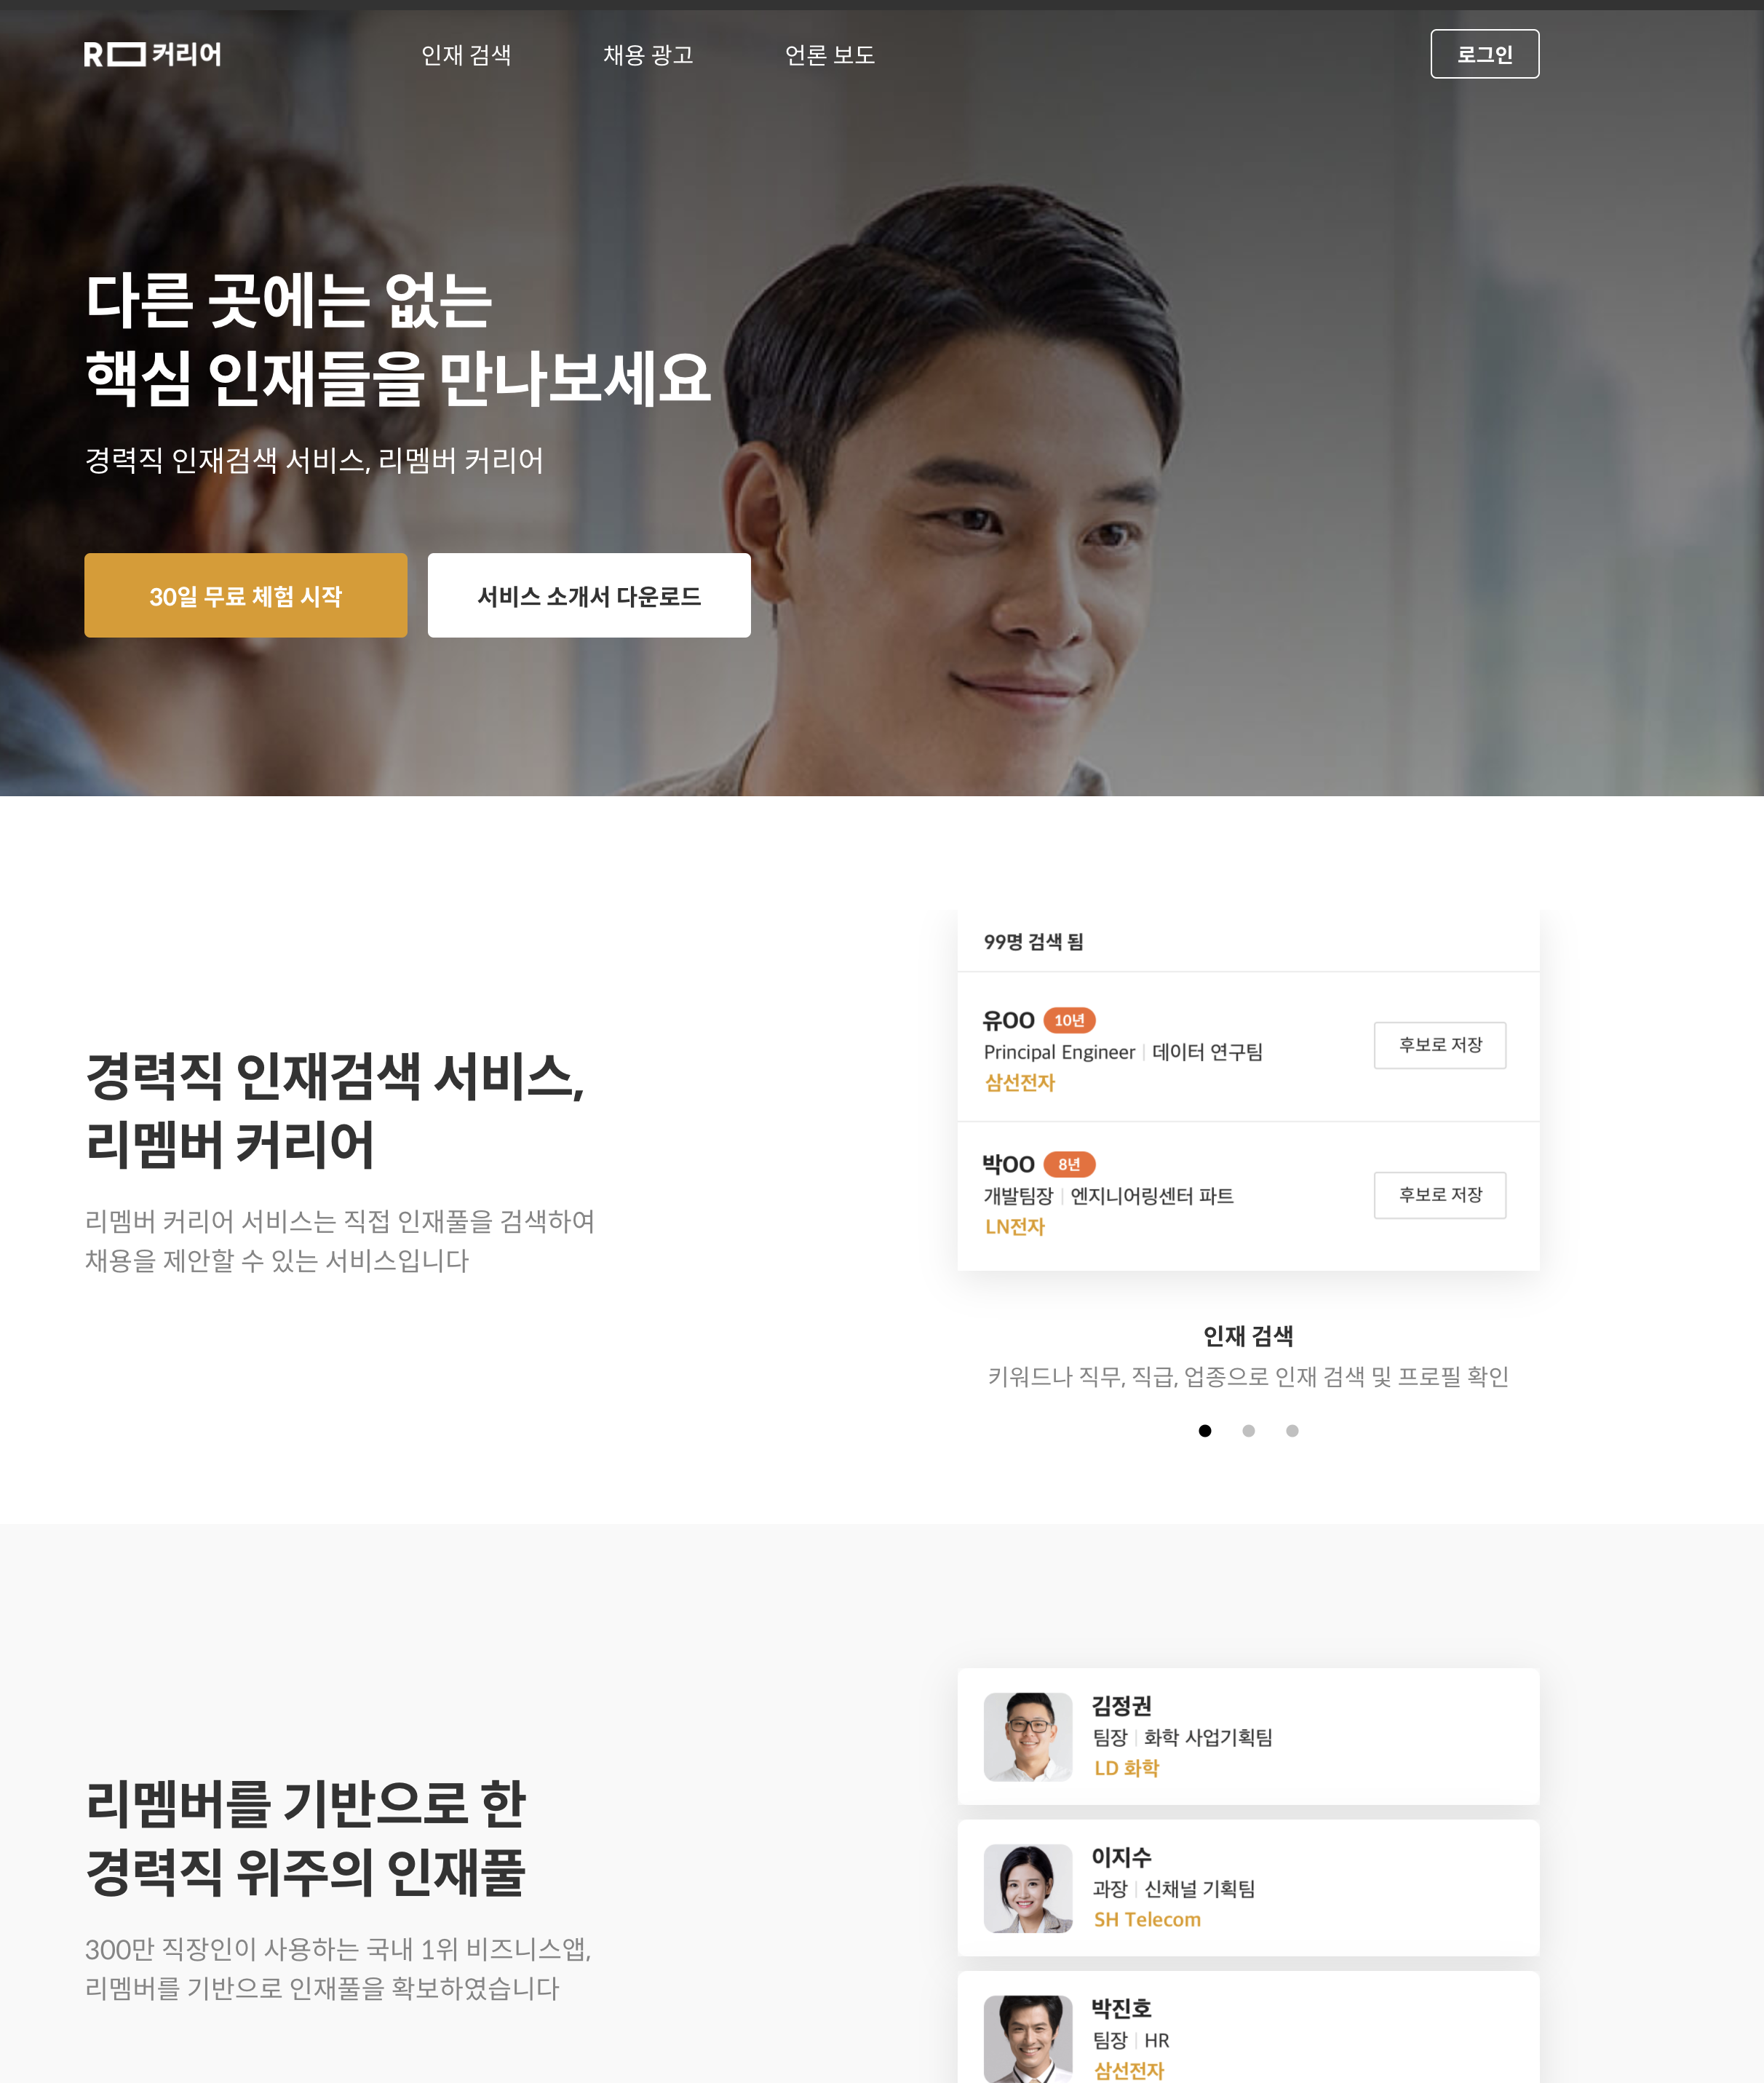 R 커리어
인재 검색
채용 광고
언론 보도
로그인
다른 곳에는 없는
핵심 인재들을 만나보세요
경력직 인재검색 서비스, 리멤버 커리어
30일 무료 체험 시작
서비스 소개서 다운로드
경력직 인재검색 서비스,
리멤버 커리어
리멤버 커리어 서비스는 직접 인재풀을 검색하여
채용을 제안할 수 있는 서비스입니다
99명 검색 됨
유OO 10년
Principal Engineer | 데이터 연구팀
삼선전자
후보로 저장
박OO 8년
개발팀장 | 엔지니어링센터 파트
LN전자
후보로 저장
인재 검색
키워드나 직무, 직급, 업종으로 인재 검색 및 프로필 확인
리멤버를 기반으로 한
경력직 위주의 인재풀
300만 직장인이 사용하는 국내 1위 비즈니스앱,
리멤버를 기반으로 인재풀을 확보하였습니다
김정권
팀장 | 화학 사업기획팀
LD 화학
이지수
과장 | 신채널 기획팀
SH Telecom
박진호
팀장 | HR
삼선전자